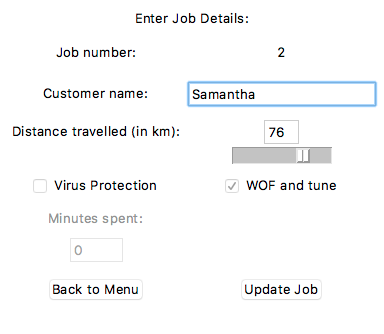 Enter Job Details:
Job number: 2
Customer name: Samantha
Distance travelled (in km): 76
Virus Protection WOF and tune
Minutes spent:
0
Back to Menu Update Job